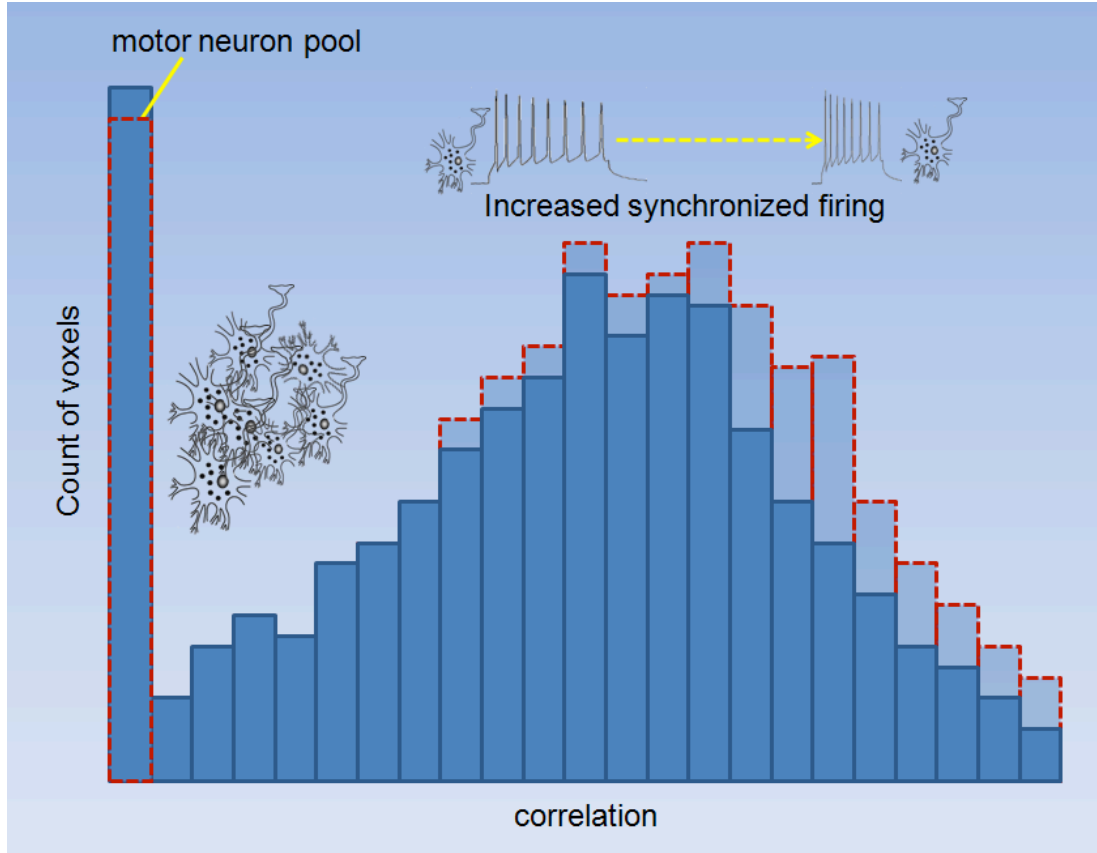 motor neuron pool
Increased synchronized firing
Count of voxels
correlation